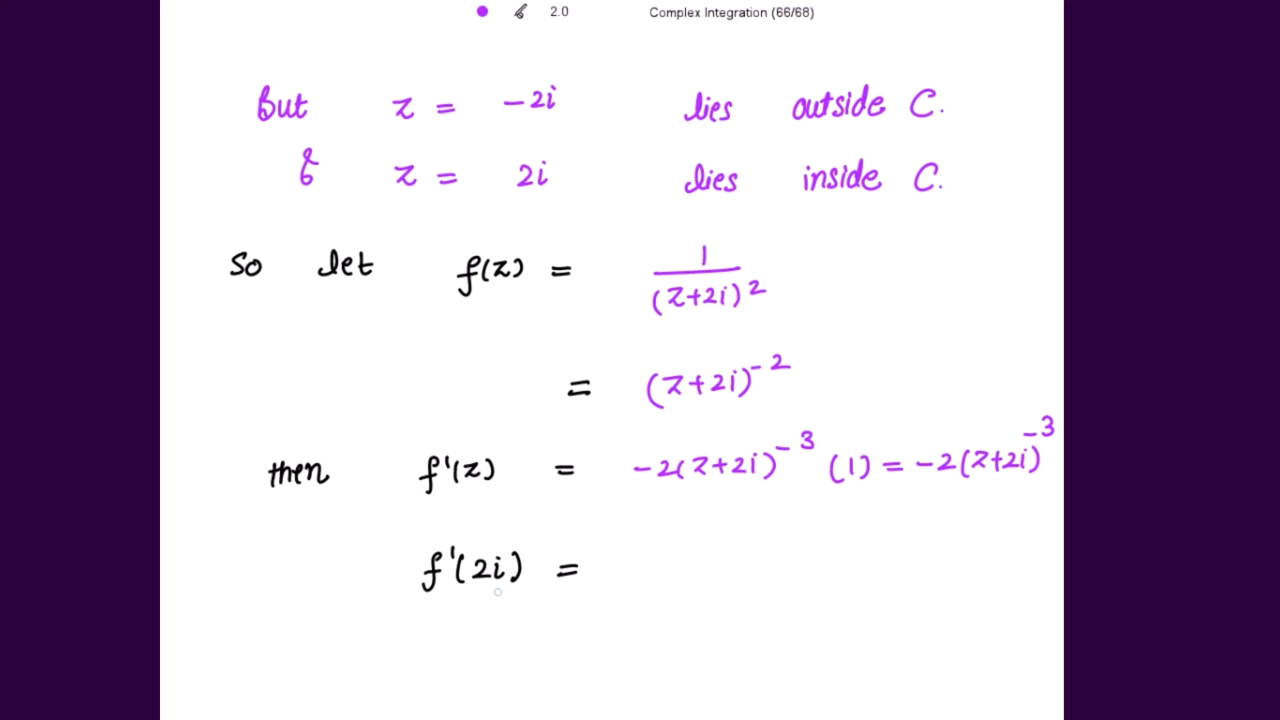 2.0 Complex Integration (66/68)
But z = -2i lies outside C.
& z = 2i lies inside C.
So let f(z) = 1/(z+2i)²
= (z+2i)⁻²
then f'(z) = -2(z+2i)⁻³ (1) = -2(z+2i)⁻³
f'(2i) =